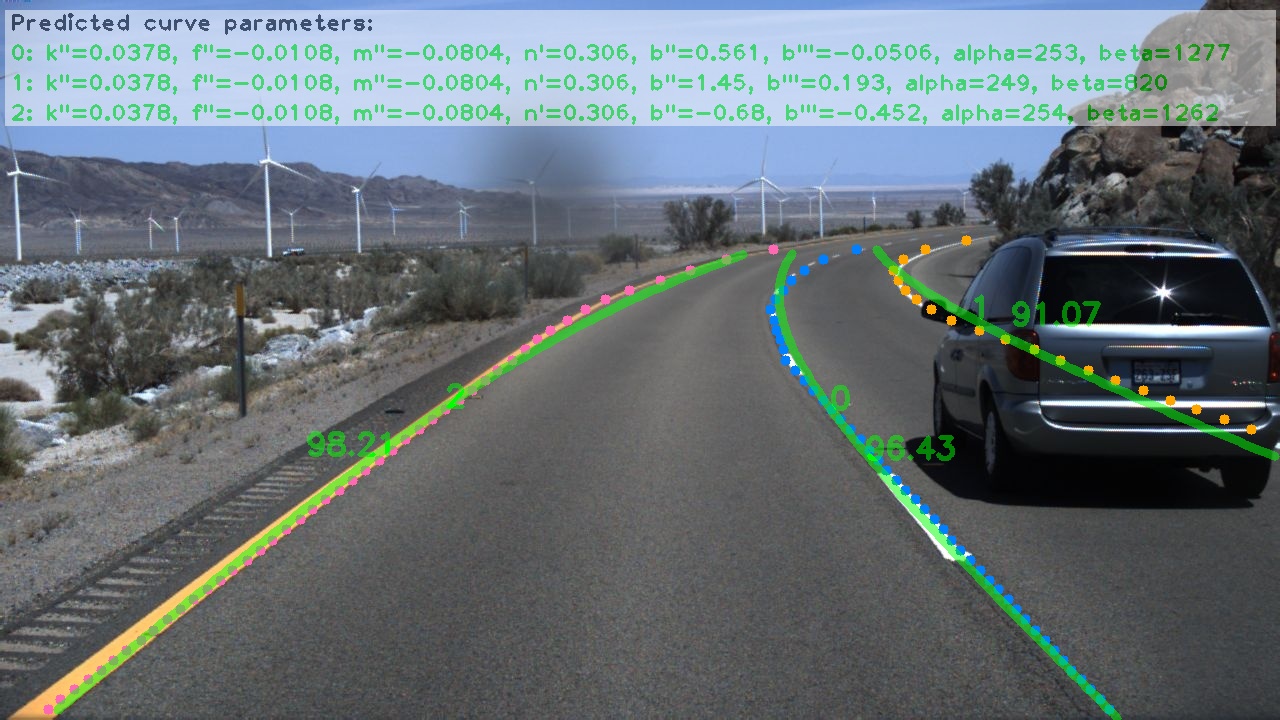 Predicted curve parameters:
0: k''=0.0378, f''=-0.0108, m''=-0.0804, n'=0.306, b''=0.561, b'''=-0.0506, alpha=253, beta=1277
1: k''=0.0378, f''=-0.0108, m''=-0.0804, n'=0.306, b''=1.45, b'''=0.193, alpha=249, beta=820
2: k''=0.0378, f''=-0.0108, m''=-0.0804, n'=0.306, b''=-0.68, b'''=-0.452, alpha=254, beta=1262
1 91.07
2
0
98.21
96.43